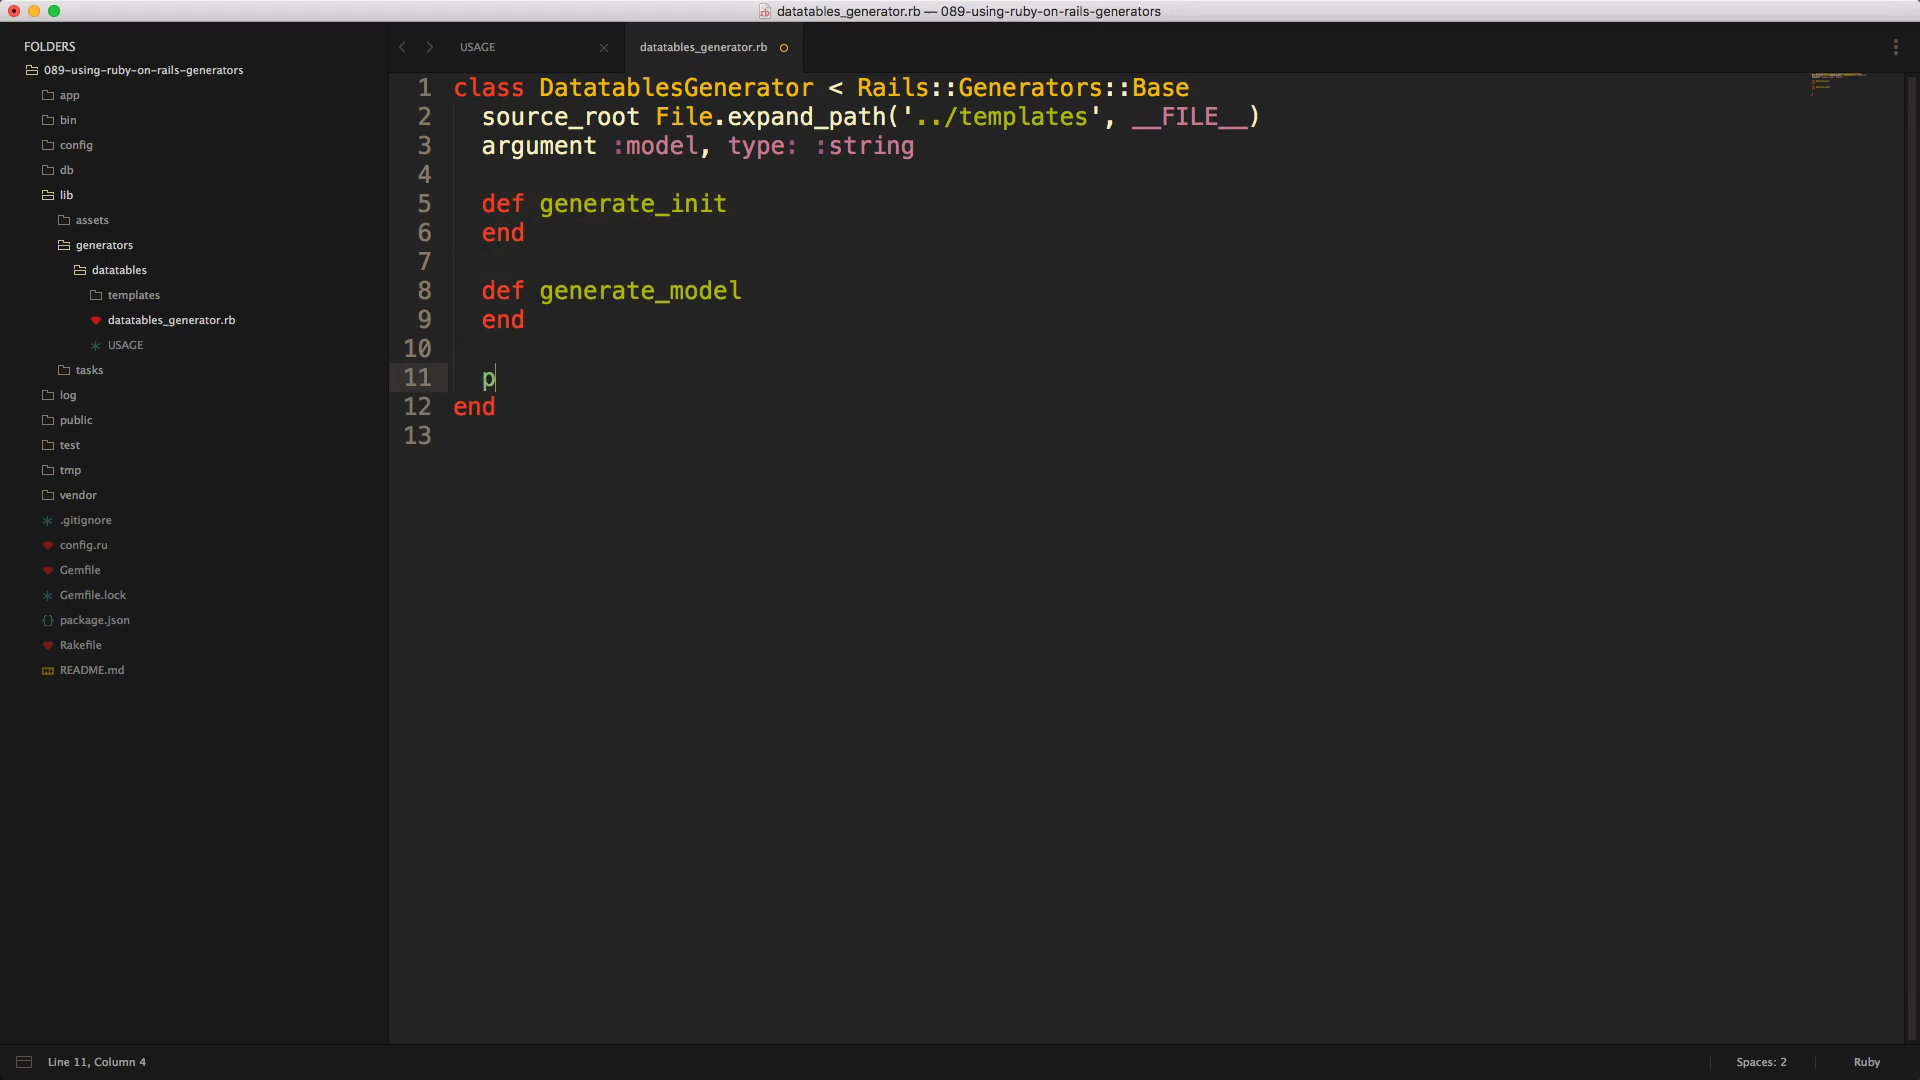 datatables_generator.rb — 089-using-ruby-on-rails-generators
FOLDERS
089-using-ruby-on-rails-generators
app
bin
config
db
lib
assets
generators
datatables
templates
datatables_generator.rb
USAGE
tasks
log
public
test
tmp
vendor
.gitignore
config.ru
Gemfile
Gemfile.lock
package.json
Rakefile
README.md
USAGE
datatables_generator.rb
1 class DatatablesGenerator < Rails::Generators::Base
2 source_root File.expand_path('../templates', __FILE__)
3 argument :model, type: :string
4
5 def generate_init
6 end
7
8 def generate_model
9 end
10
11 p
12 end
13
Line 11, Column 4
Spaces: 2
Ruby